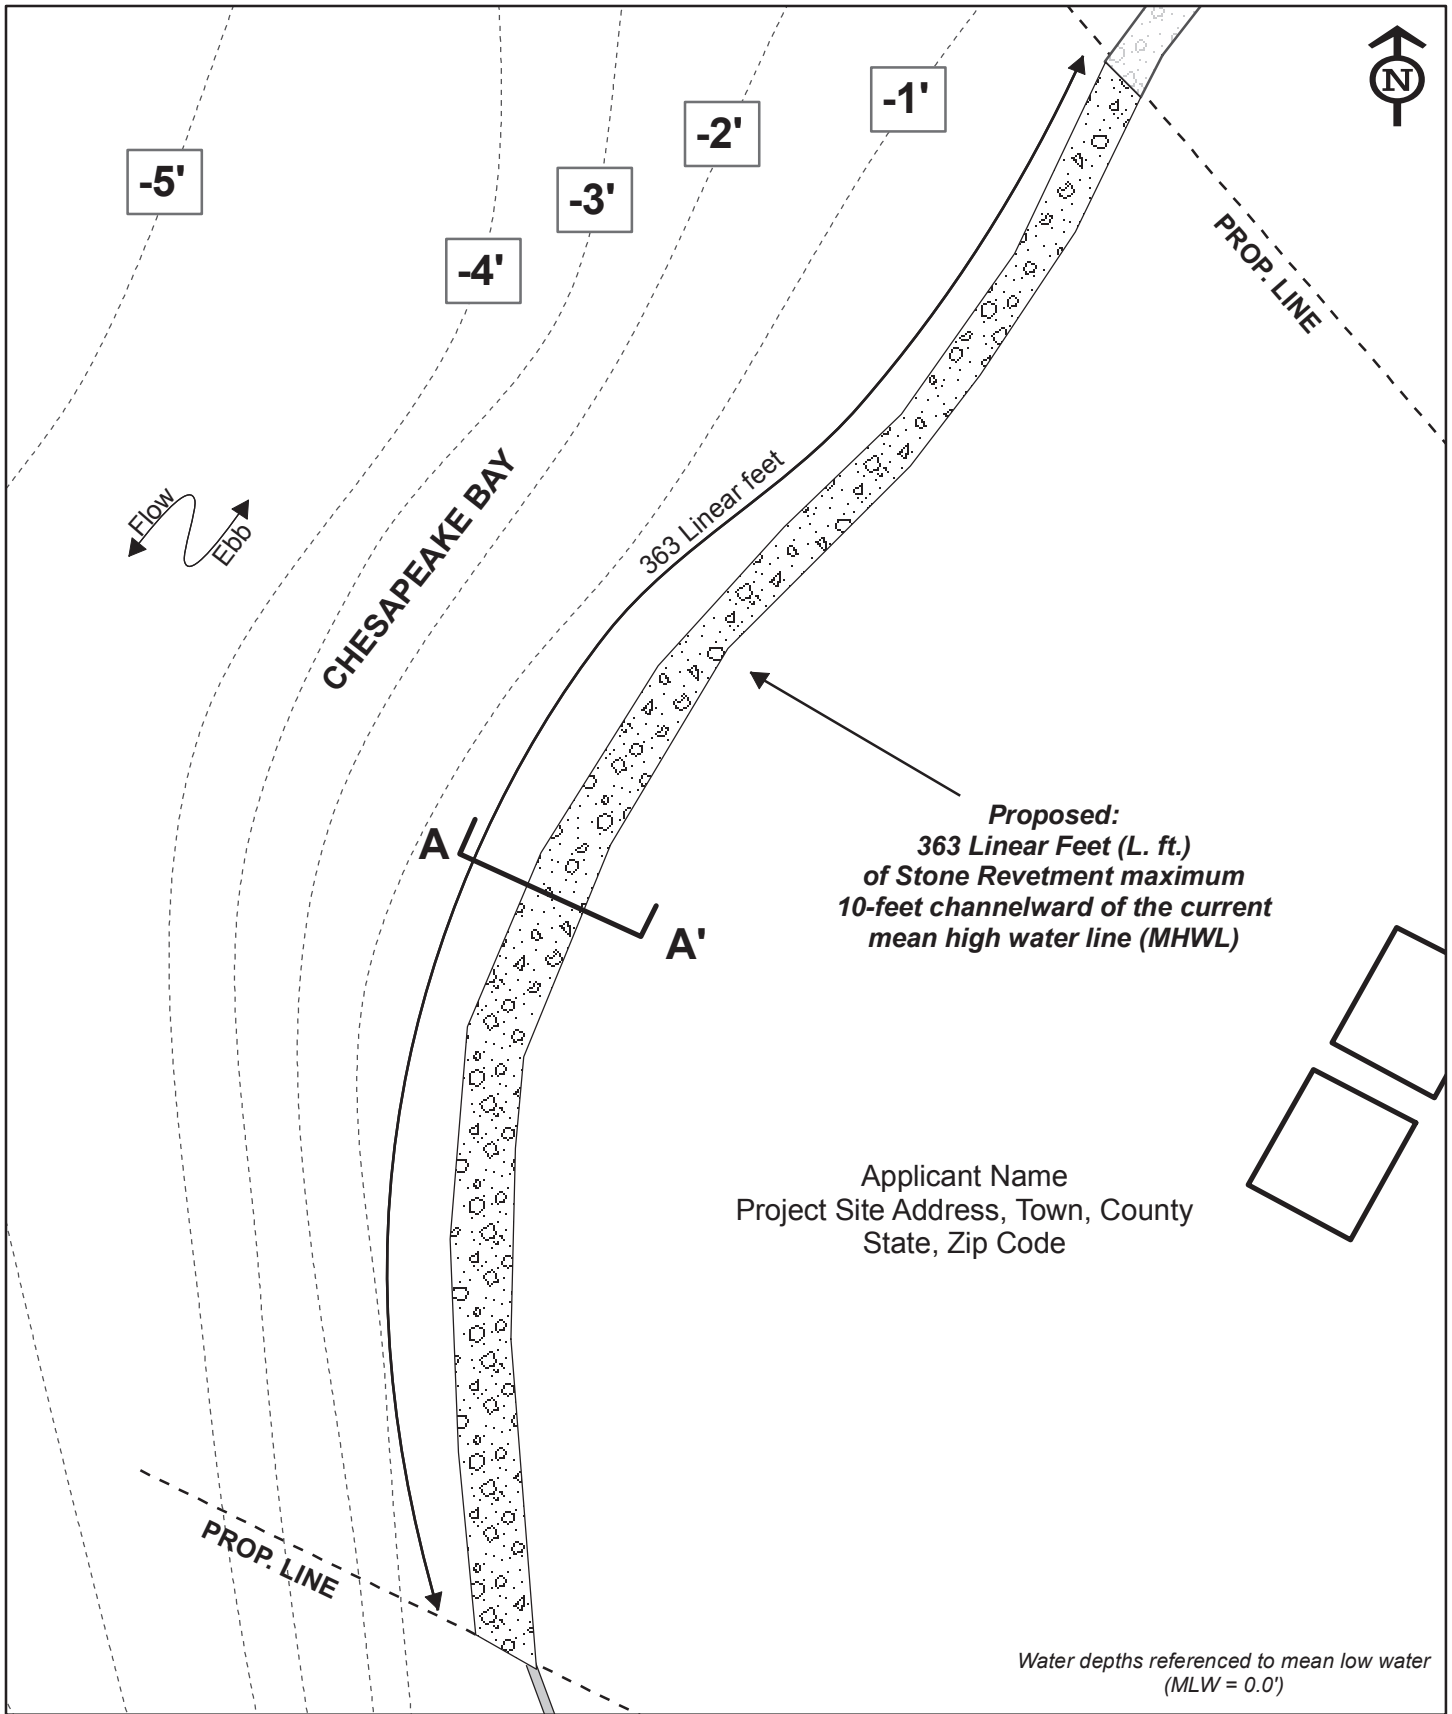 N
-1'
-2'
-3'
-5'
-4'
PROP. LINE
Flow
Ebb
CHESAPEAKE BAY
363 Linear feet
Proposed:
363 Linear Feet (L. ft.)
of Stone Revetment maximum
10-feet channelward of the current
mean high water line (MHWL)
A
A'
Applicant Name
Project Site Address, Town, County
State, Zip Code
PROP. LINE
Water depths referenced to mean low water
(MLW = 0.0')